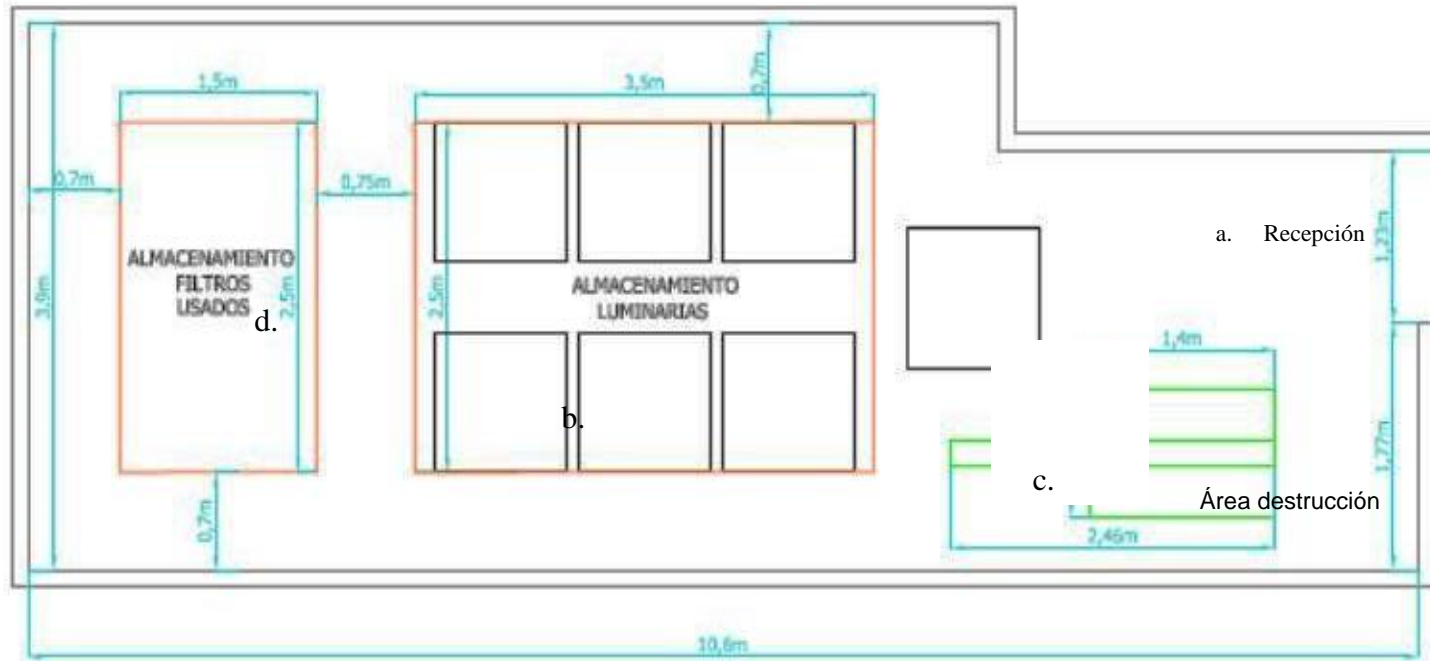 1,5m
3,5m
0,7m
0,7m
0,75m
1,23m
a. Recepción
ALMACENAMIENTO
FILTROS
USADOS
d.
2,5m
3,9m
2,5m
ALMACENAMIENTO
LUMINARIAS
1,4m
b.
1,77m
c.
Área destrucción
0,7m
2,46m
10,6m